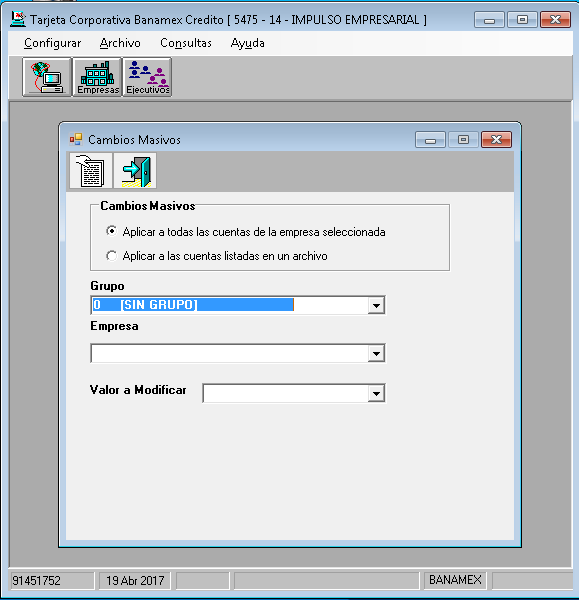 Tarjeta Corporativa Banamex Credito [ 5475 - 14 - IMPULSO EMPRESARIAL ]
Configurar Archivo Consultas Ayuda
Empresas Ejecutivos
Cambios Masivos
Cambios Masivos
Aplicar a todas las cuentas de la empresa seleccionada
Aplicar a las cuentas listadas en un archivo
Grupo
0 [SIN GRUPO]
Empresa
Valor a Modificar
91451752 19 Abr 2017 BANAMEX